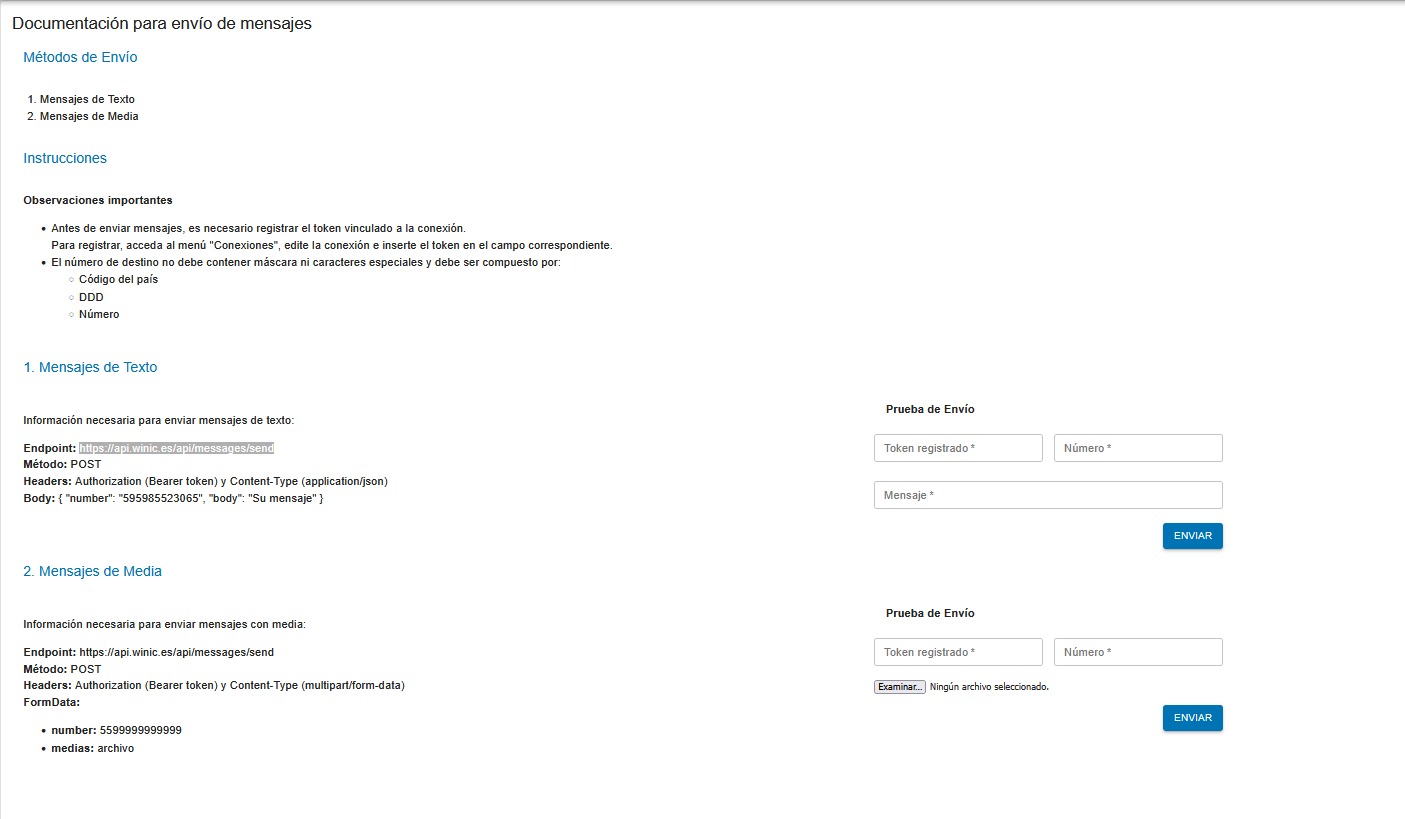 Documentación para envío de mensajes
Métodos de Envío
1. Mensajes de Texto
2. Mensajes de Media
Instrucciones
Observaciones importantes
• Antes de enviar mensajes, es necesario registrar el token vinculado a la conexión.
Para registrar, acceda al menú "Conexiones", edite la conexión e inserte el token en el campo correspondiente.
• El número de destino no debe contener máscara ni caracteres especiales y debe ser compuesto por:
○ Código del país
○ DDD
○ Número
1. Mensajes de Texto
Información necesaria para enviar mensajes de texto:
Endpoint: https://api.winic.es/api/messages/send
Método: POST
Headers: Authorization (Bearer token) y Content-Type (application/json)
Body: { "number": "595985523065", "body": "Su mensaje" }
Prueba de Envío
Token registrado *
Número *
Mensaje *
ENVIAR
2. Mensajes de Media
Información necesaria para enviar mensajes con media:
Endpoint: https://api.winic.es/api/messages/send
Método: POST
Headers: Authorization (Bearer token) y Content-Type (multipart/form-data)
FormData:
• number: 5599999999999
• medias: archivo
Prueba de Envío
Token registrado *
Número *
Examinar... Ningún archivo seleccionado.
ENVIAR